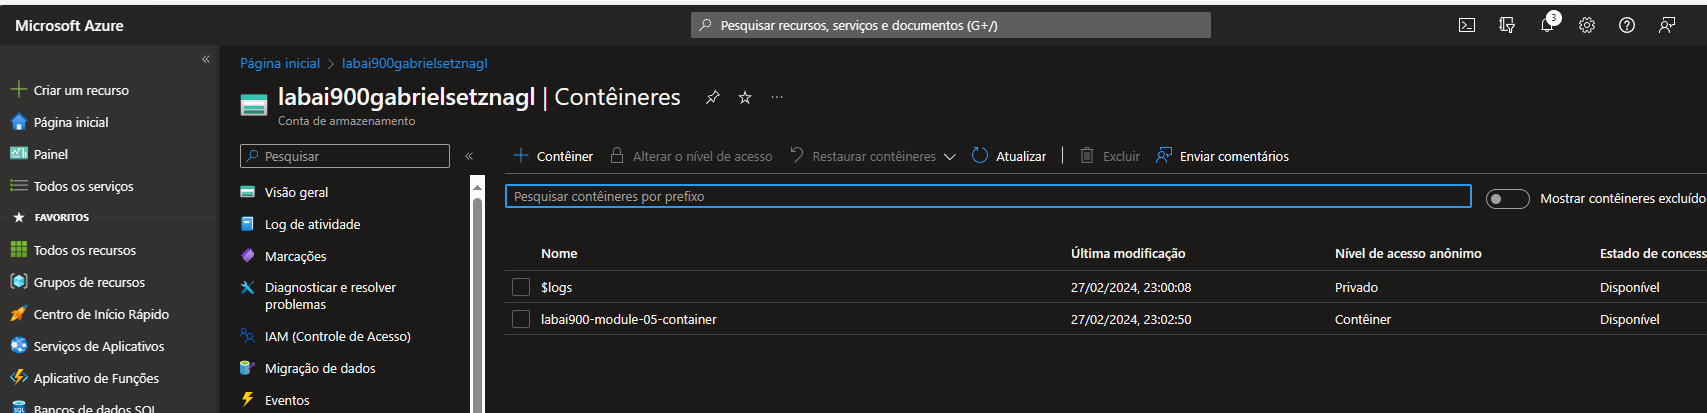 Microsoft Azure
Pesquisar recursos, serviços e documentos (G+/)
3
«
Criar um recurso
Página inicial
Painel
Todos os serviços
FAVORITOS
Todos os recursos
Grupos de recursos
Centro de Início Rápido
Serviços de Aplicativos
Aplicativo de Funções
Bancos de dados SQL
Página inicial > labai900gabrielsetznagl
labai900gabrielsetznagl | Contêineres
Conta de armazenamento
Pesquisar
«
Visão geral
Log de atividade
Marcações
Diagnosticar e resolver
problemas
IAM (Controle de Acesso)
Migração de dados
Eventos
Contêiner Alterar o nível de acesso Restaurar contêineres Atualizar Excluir Enviar comentários
Pesquisar contêineres por prefixo
Mostrar contêineres excluído
Nome Última modificação Nível de acesso anônimo Estado de concess
$logs 27/02/2024, 23:00:08 Privado Disponível
labai900-module-05-container 27/02/2024, 23:02:50 Contêiner Disponível